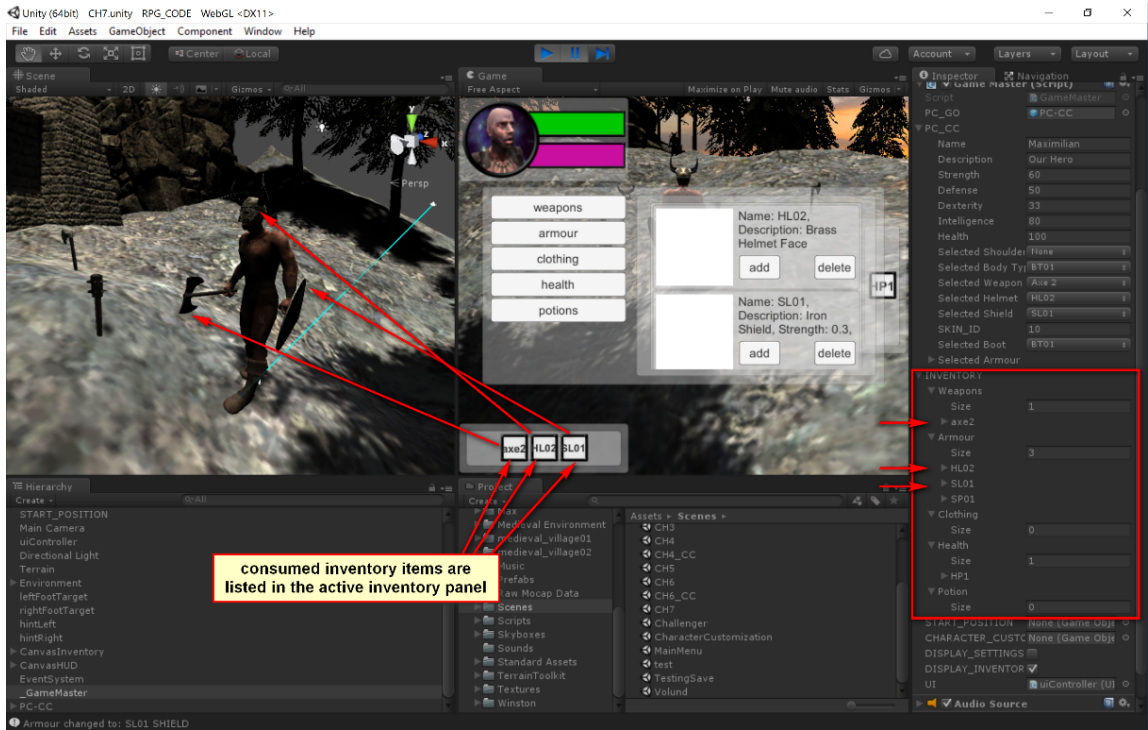 Unity (64bit) CH7.unity RPG_CODE WebGL <DX11>
File Edit Assets GameObject Component Window Help
Center Local
Account Layers Layout
Scene
Shaded 2D Gizmos All
y
z
x
Persp
Game
Free Aspect Maximize on Play Mute audio Stats Gizmos
weapons
armour
clothing
health
potions
Name: HL02,
Description: Brass
Helmet Face
add delete
Name: SL01,
Description: Iron
Shield, Strength: 0.3,
add delete
HP1
axe2 HL02 SL01
Inspector Navigation
Game Master (Script)
Script GameMaster
PC_GO PC-CC
PC_CC
Name Maximilian
Description Our Hero
Strength 60
Defense 50
Dexterity 33
Intelligence 80
Health 100
Selected Shoulder None
Selected Body Typ BT01
Selected Weapon Axe 2
Selected Helmet HL02
Selected Shield SL01
SKIN_ID 10
Selected Boot BT01
Selected Armour
INVENTORY
Weapons
Size 1
axe2
Armour
Size 3
HL02
SL01
SP01
Clothing
Size 0
Health
Size 1
HP1
Potion
Size 0
START_POSITION None (Game Obje
CHARACTER_CUSTO None (Game Obje
DISPLAY_SETTINGS
DISPLAY_INVENTOR
UI uiController (UI
Audio Source
Hierarchy
Create All
START_POSITION
Main Camera
uiController
Directional Light
Terrain
Environment
leftFootTarget
rightFootTarget
hintLeft
hintRight
CanvasInventory
CanvasHUD
EventSystem
_GameMaster
PC-CC
consumed inventory items are
listed in the active inventory panel
Project
Create
Max
Medieval Environment
medieval_village01
medieval_village02
Music
Prefabs
Raw Mocap Data
Scenes
Scripts
Skyboxes
Sounds
Standard Assets
TerrainToolkit
Textures
Winston
Assets Scenes
CH3
CH4
CH4_CC
CH5
CH6
CH6_CC
CH7
Challenger
CharacterCustomization
MainMenu
test
TestingSave
Volund
Armour changed to: SL01 SHIELD